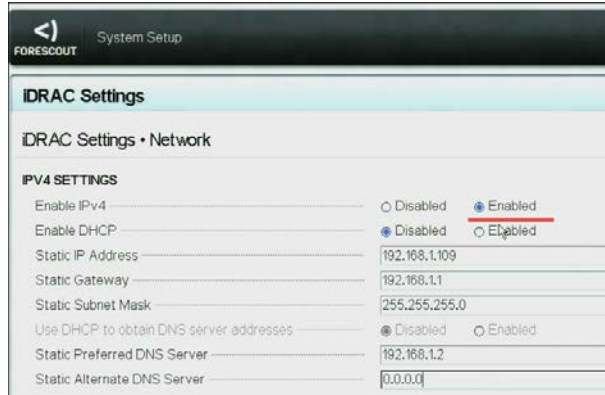 <)
FORESCOUT
System Setup
iDRAC Settings
iDRAC Settings • Network
IPV4 SETTINGS
Enable IPv4 Disabled Enabled
Enable DHCP Disabled Enabled
Static IP Address 192.168.1.109
Static Gateway 192.168.1.1
Static Subnet Mask 255.255.255.0
Use DHCP to obtain DNS server addresses Disabled Enabled
Static Preferred DNS Server 192.168.1.2
Static Alternate DNS Server 0.0.0.0